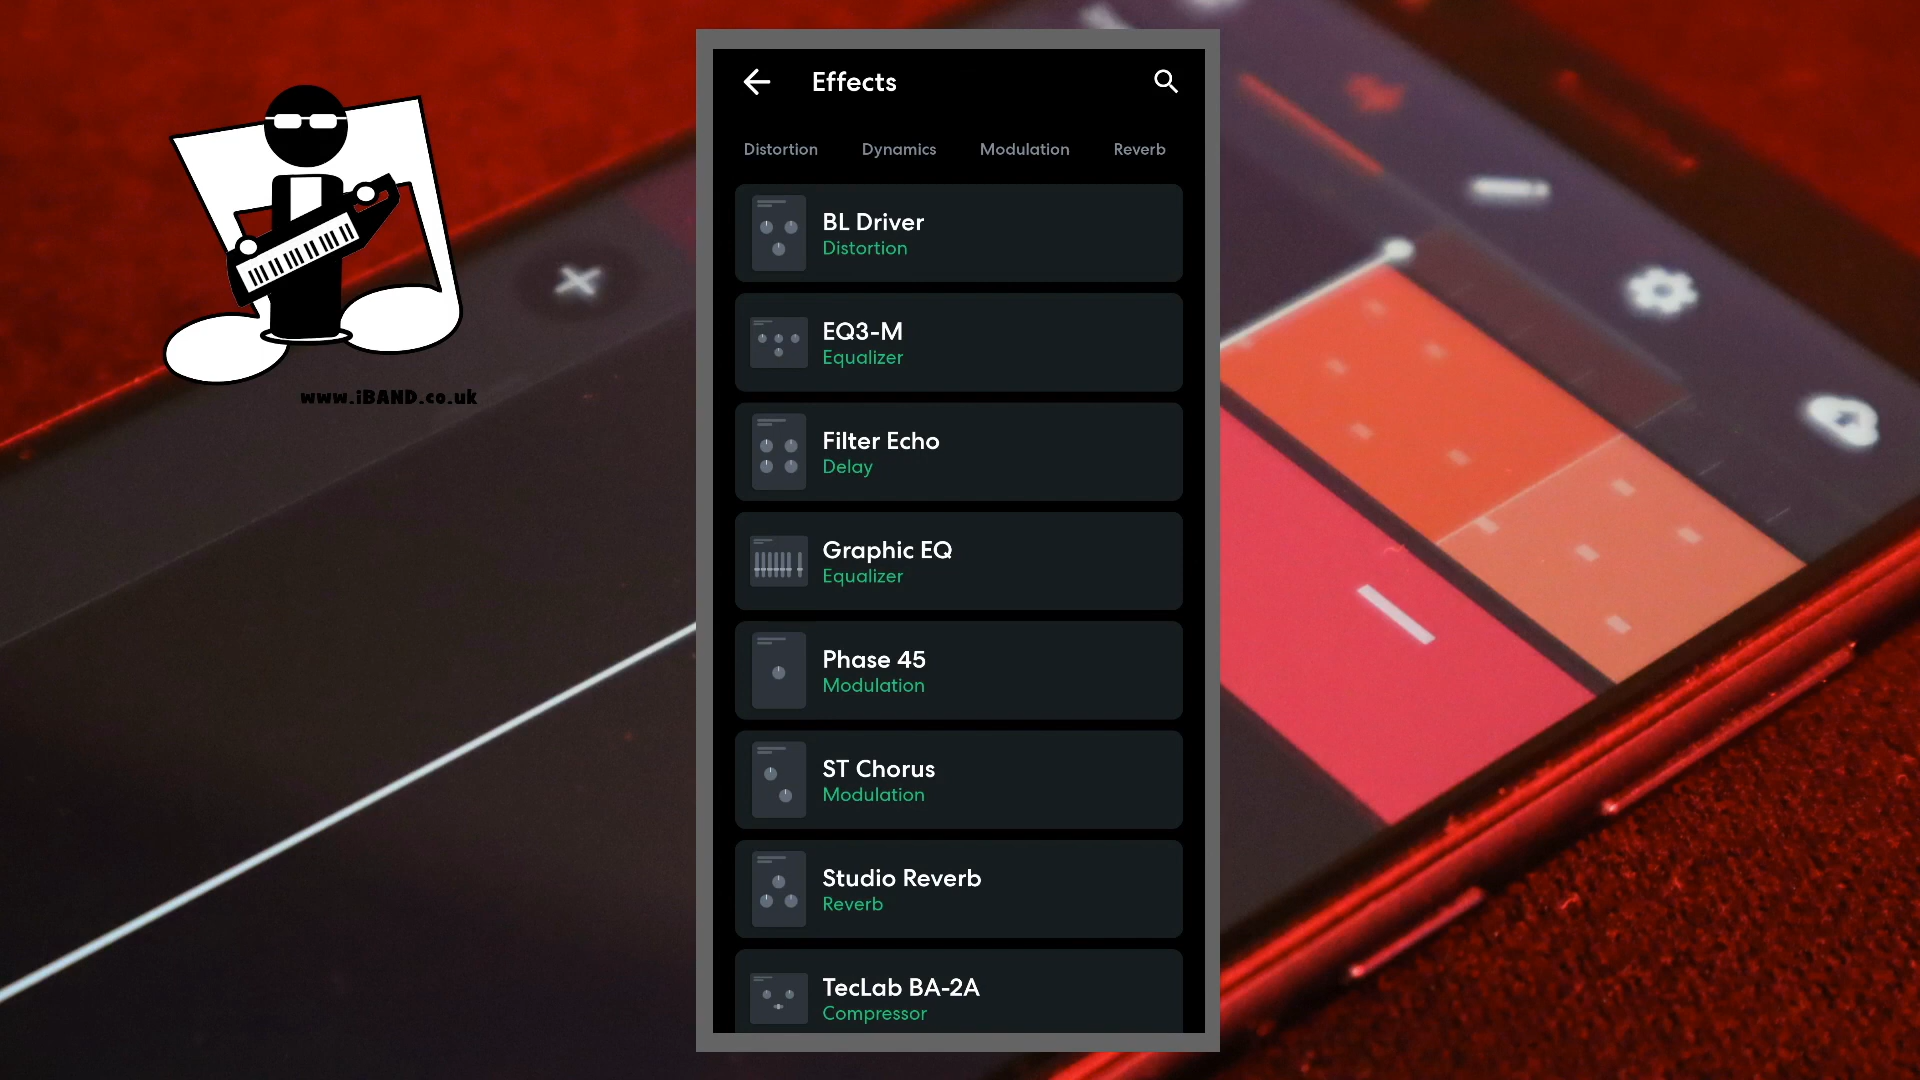 www.iBAND.co.uk
Effects
Distortion Dynamics Modulation Reverb
BL Driver
Distortion
EQ3-M
Equalizer
Filter Echo
Delay
Graphic EQ
Equalizer
Phase 45
Modulation
ST Chorus
Modulation
Studio Reverb
Reverb
TecLab BA-2A
Compressor